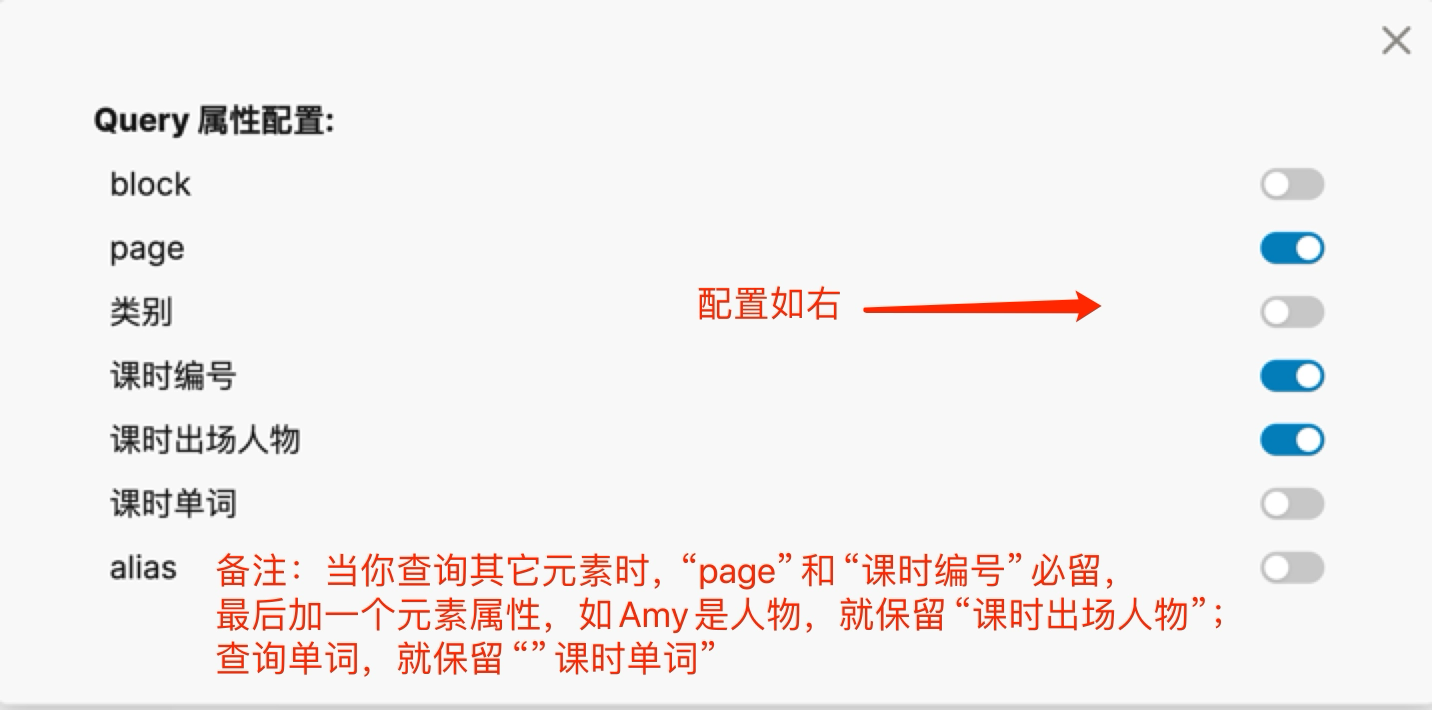 Query 属性配置:
block
page
配置如右
类别
课时编号
课时出场人物
课时单词
alias
备注：当你查询其它元素时，“page” 和 “课时编号” 必留，
最后加一个元素属性，如 Amy 是人物，就保留 “课时出场人物”；
查询单词，就保留 “” 课时单词”